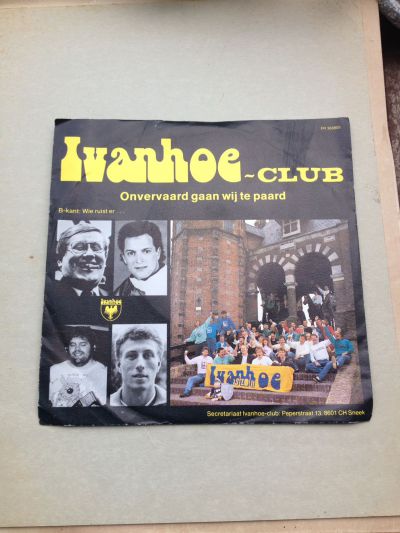 Ivanhoe ~CLUB
Onvervaard gaan wij te paard
B-kant: Wie ruist er . . .
ivanhoe
Ivanhoe
Secretariaat Ivanhoe-club: Peperstraat 13, 8601 CH Sneek